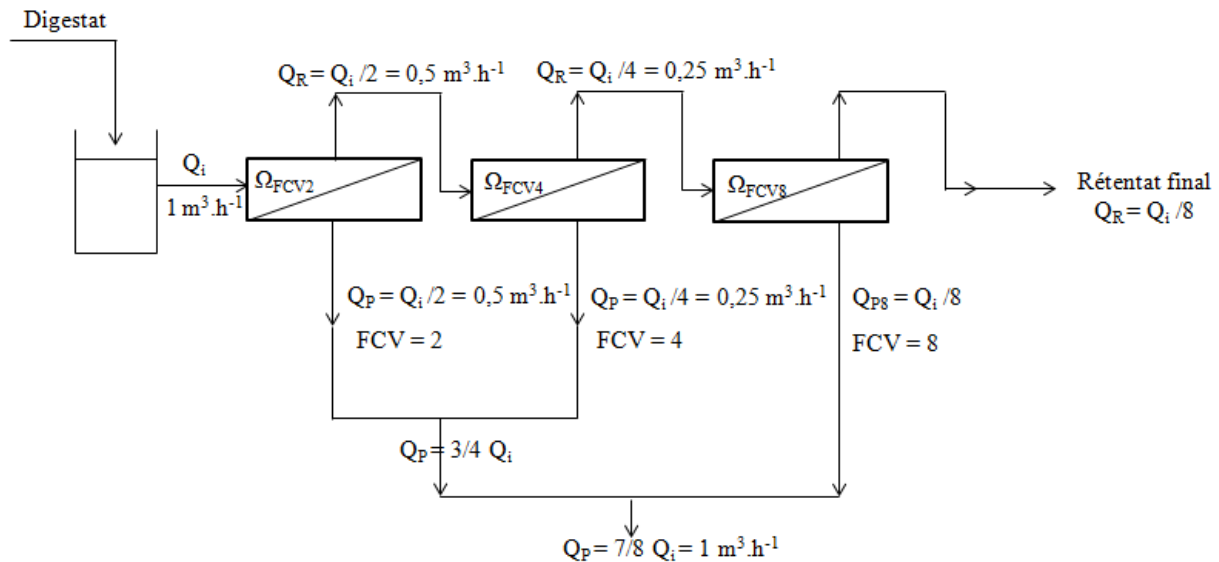 Digestat
Q_R = Q_i /2 = 0,5 m³.h⁻¹
Q_R = Q_i /4 = 0,25 m³.h⁻¹
Q_i
1 m³.h⁻¹
Ω_FCV2
Ω_FCV4
Ω_FCV8
Rétentat final
Q_R = Q_i /8
Q_P = Q_i /2 = 0,5 m³.h⁻¹
FCV = 2
Q_P = Q_i /4 = 0,25 m³.h⁻¹
FCV = 4
Q_P8 = Q_i /8
FCV = 8
Q_P = 3/4 Q_i
Q_P = 7/8 Q_i = 1 m³.h⁻¹